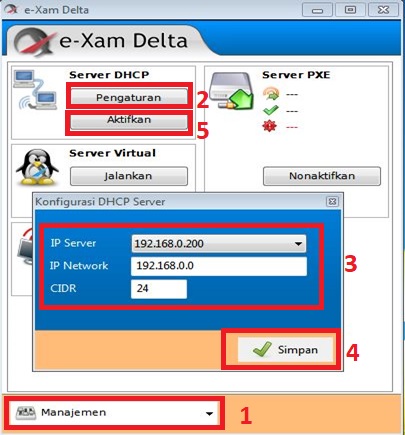 e-Xam Delta
e-Xam Delta
Server DHCP
Pengaturan
2
Aktifkan
5
Server PXE
---
---
---
Server Virtual
Jalankan
Nonaktifkan
Konfigurasi DHCP Server
IP Server
192.168.0.200
IP Network
192.168.0.0
CIDR
24
3
Simpan
4
Manajemen
1